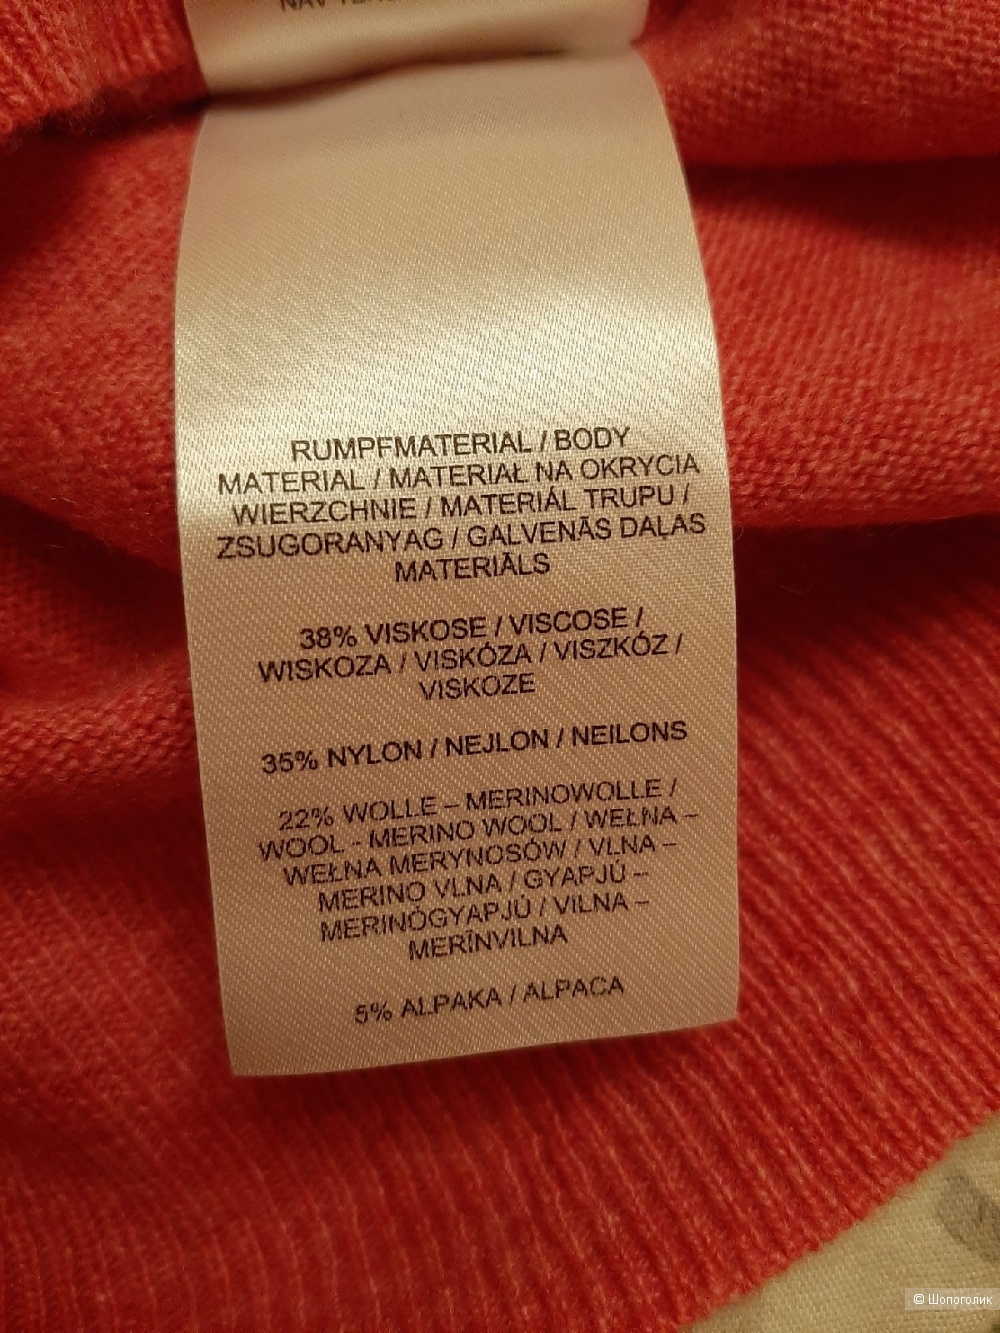 RUMPFMATERIAL / BODY
MATERIAL / MATERIAŁ NA OKRYCIA
WIERZCHNIE / MATERIÁL TRUPU /
ZSUGORANYAG / GALVENĀS DAĻAS
MATERIĀLS
38% VISKOSE / VISCOSE /
WISKOZA / VISKÓZA / VISZKÓZ /
VISKOZE
35% NYLON / NEJLON / NEILONS
22% WOLLE – MERINOWOLLE /
WOOL - MERINO WOOL / WEŁNA –
WEŁNA MERYNOSÓW / VLNA –
MERINO VLNA / GYAPJÚ –
MERINÓGYAPJÚ / VILNA –
MERĪNVILNA
5% ALPAKA / ALPACA
© Шопоголик